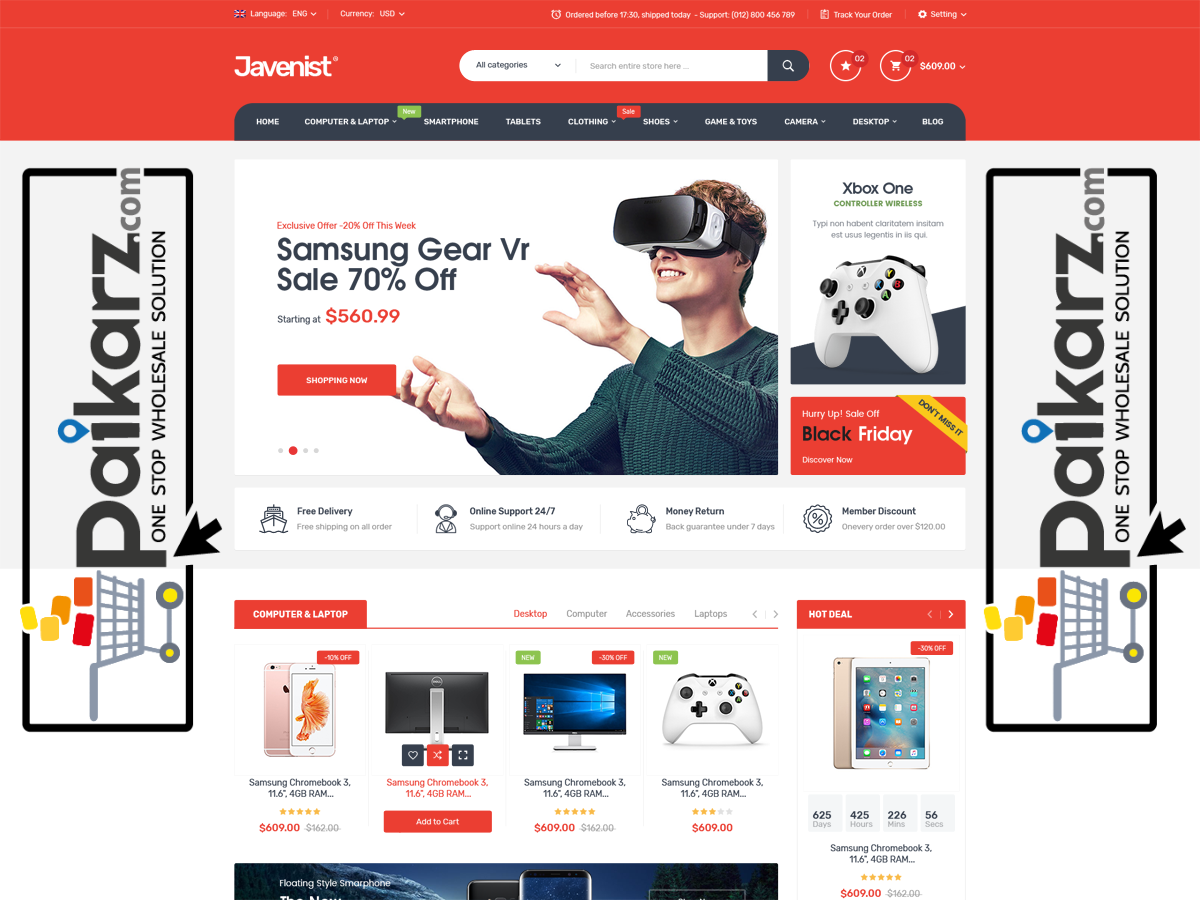 Language: ENG
Currency: USD
Ordered before 17:30, shipped today - Support: (012) 800 456 789
Track Your Order
Setting
Javenist®
All categories
Search entire store here ...
02
02
$609.00
New
Sale
HOME
COMPUTER & LAPTOP
SMARTPHONE
TABLETS
CLOTHING
SHOES
GAME & TOYS
CAMERA
DESKTOP
BLOG
Paikarz.com
ONE STOP WHOLESALE SOLUTION
Exclusive Offer -20% Off This Week
Samsung Gear Vr
Sale 70% Off
Starting at $560.99
SHOPPING NOW
Xbox One
CONTROLLER WIRELESS
Typi non habent claritatem insitam
est usus legentis in iis qui.
Hurry Up! Sale Off
Black Friday
Discover Now
DON'T MISS IT
Paikarz.com
ONE STOP WHOLESALE SOLUTION
Free Delivery
Free shipping on all order
Online Support 24/7
Support online 24 hours a day
Money Return
Back guarantee under 7 days
Member Discount
Onevery order over $120.00
COMPUTER & LAPTOP
Desktop
Computer
Accessories
Laptops
HOT DEAL
-10% OFF
Samsung Chromebook 3,
11.6", 4GB RAM...
$609.00 $162.00
DELL
Samsung Chromebook 3,
11.6", 4GB RAM...
Add to Cart
NEW
-30% OFF
Samsung Chromebook 3,
11.6", 4GB RAM...
$609.00 $162.00
NEW
Samsung Chromebook 3,
11.6", 4GB RAM...
$609.00
-30% OFF
625 Days
425 Hours
226 Mins
56 Secs
Samsung Chromebook 3,
11.6", 4GB RAM...
$609.00 $162.00
Floating Style Smarphone
The New